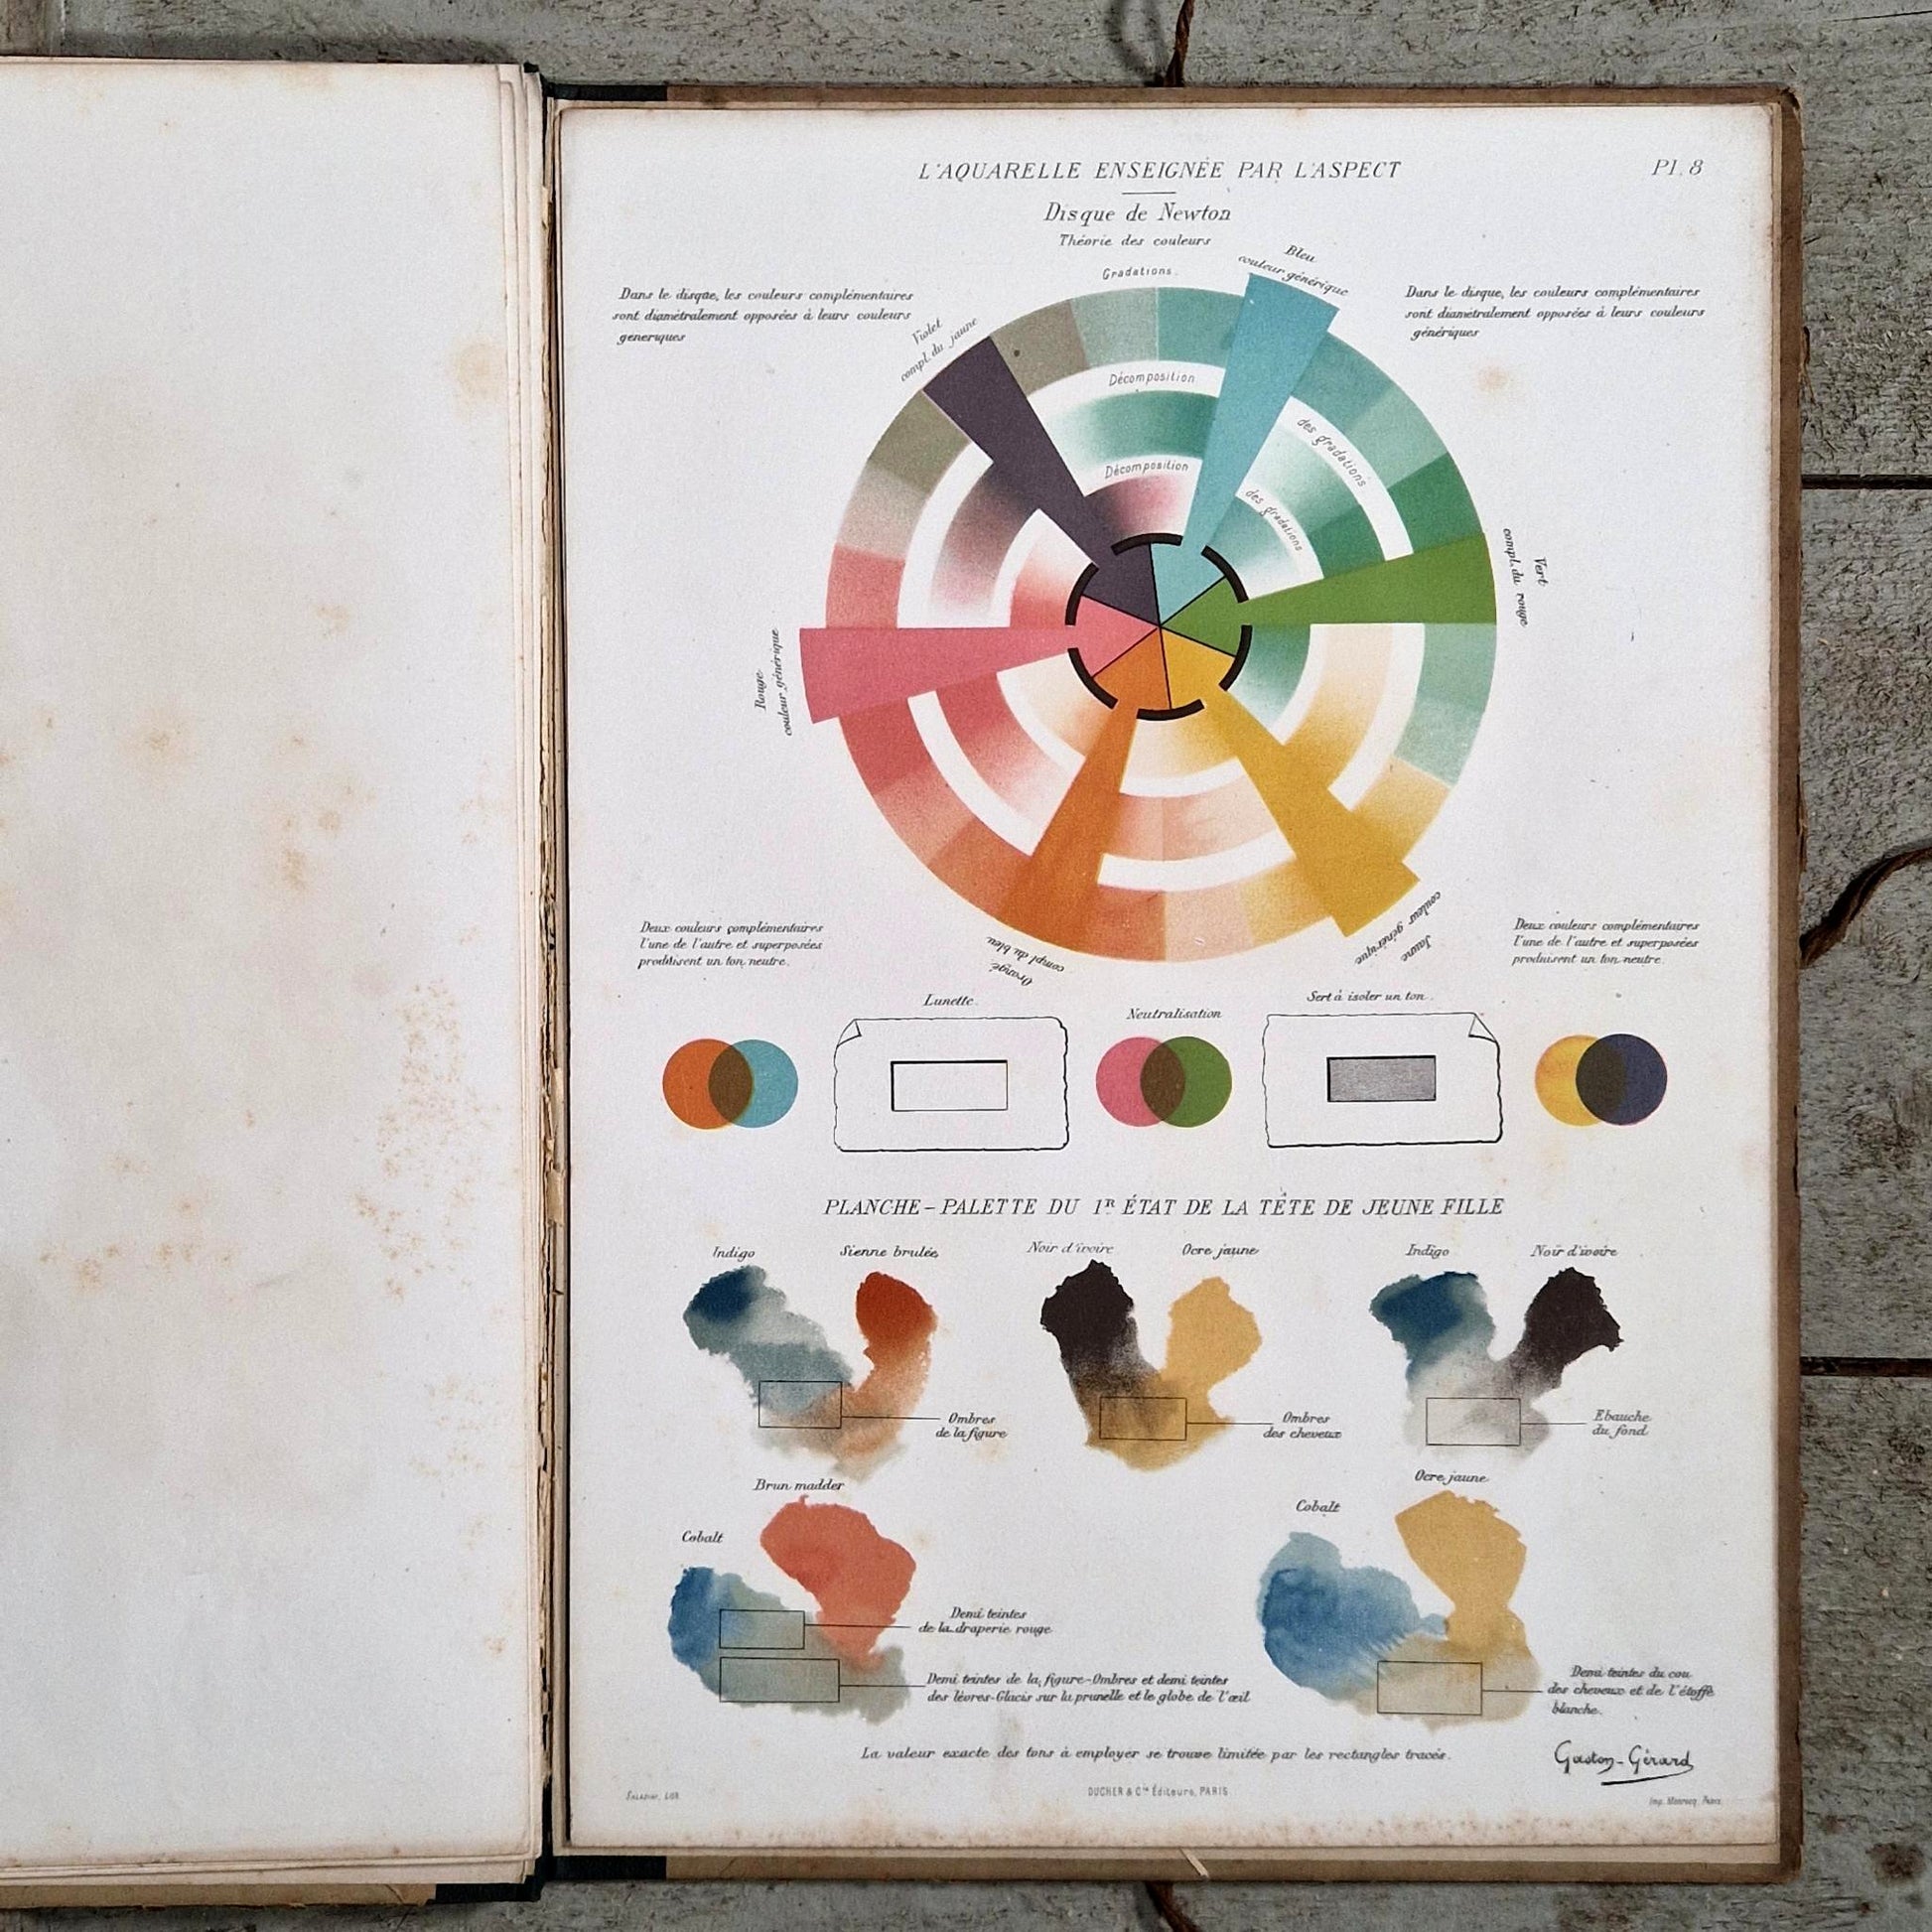 L'AQUARELLE ENSEIGNÉE PAR L'ASPECT
Pl. 8
Disque de Newton
Théorie des couleurs
Gradations.
Bleu
couleur générique
Dans le disque, les couleurs complémentaires
sont diamétralement opposées à leurs couleurs
generiques
Dans le disque, les couleurs complémentaires
sont diamétralement opposées à leurs couleurs
génériques
Violet
compl. du jaune
Décomposition
des gradations
Décomposition
des gradations
Vert
compl. du rouge
Rouge
couleur générique
Jaune
couleur générique
Orangé
compl du bleu
Deux couleurs complémentaires
l'une de l'autre et superposées
produisent un ton neutre.
Deux couleurs complémentaires
l'une de l'autre et superposées
produisent un ton neutre.
Lunette.
Neutralisation
Sert à isoler un ton.
PLANCHE-PALETTE DU 1R ÉTAT DE LA TÊTE DE JEUNE FILLE
Indigo
Sienne brulée
Noir d'ivoire
Ocre jaune
Indigo
Noir d'ivoire
Ombres
de la figure
Ombres
des cheveux
Ebauche
du fond
Brun madder
Cobalt
Ocre jaune
Cobalt
Demi teintes
de la draperie rouge
Demi teintes de la figure-Ombres et demi teintes
des lèvres-Glacis sur la prunelle et le globe de l'œil
Demi teintes du cou
des cheveux et de l'étoffe
blanche.
La valeur exacte des tons à employer se trouve limitée par les rectangles tracés.
Gaston-Gérard
DUCHER & Cie Éditeurs, PARIS
Imp. Monrocq, Paris